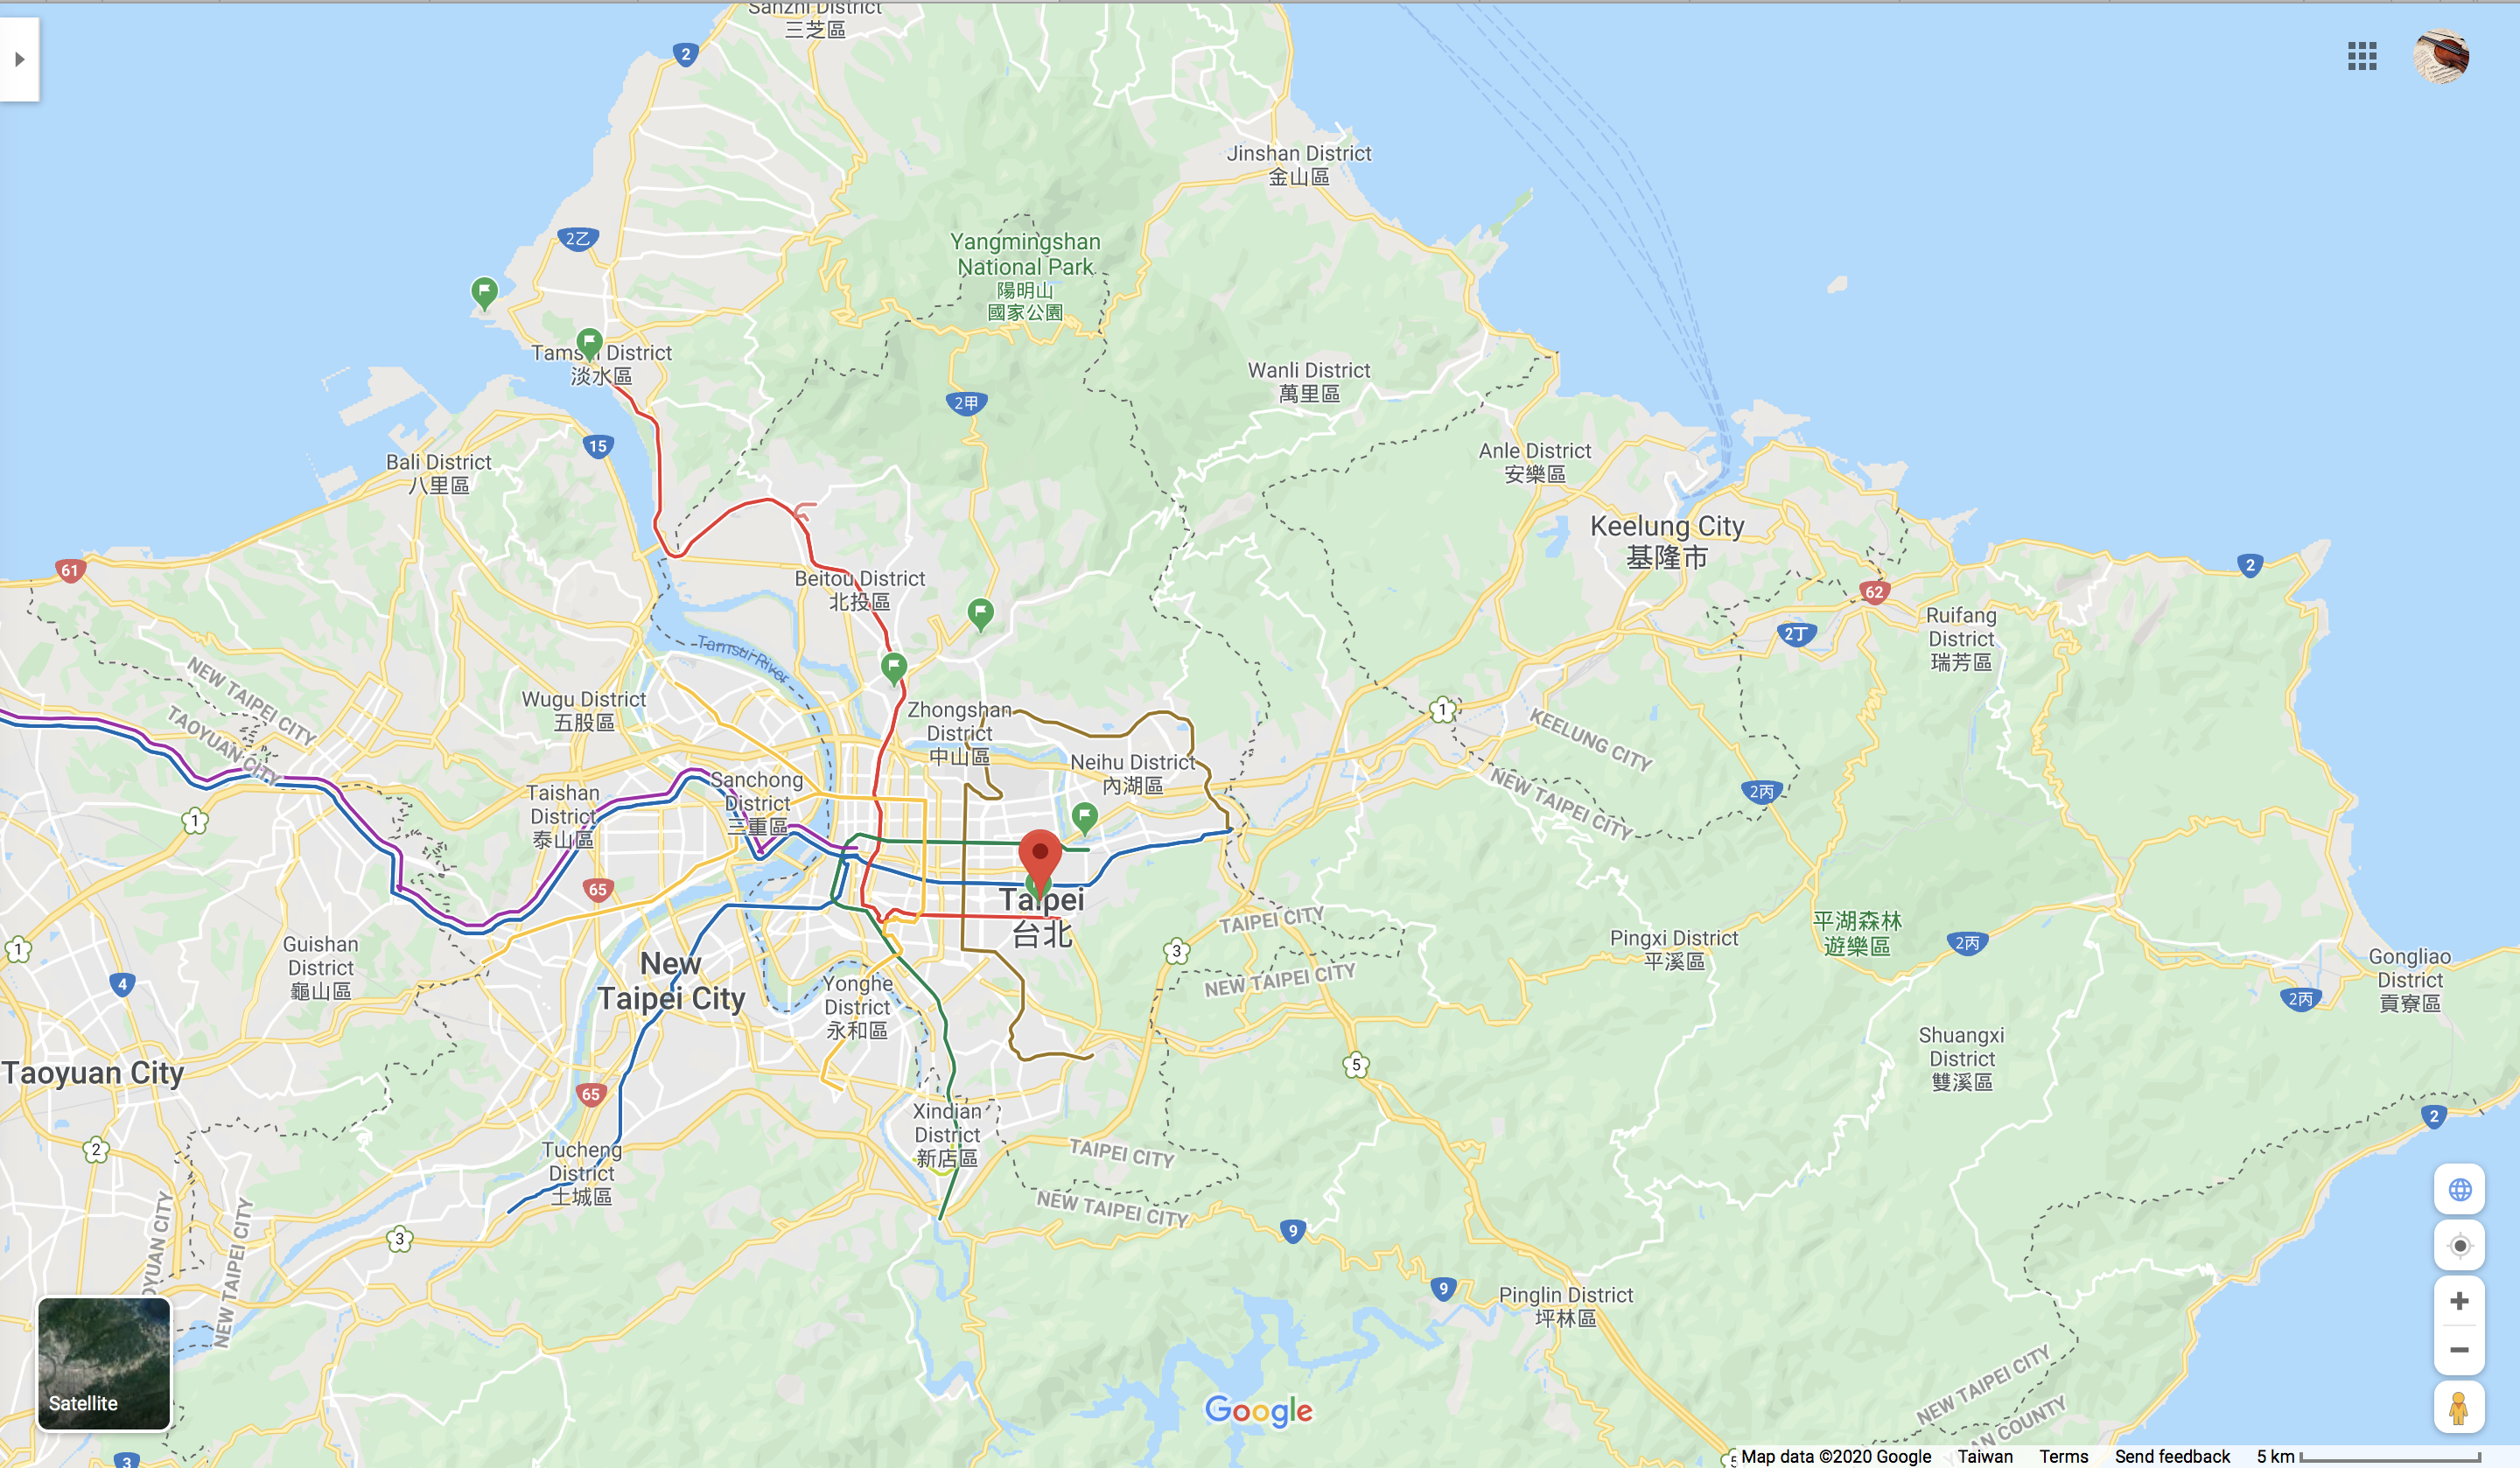 Sanzhi District
三芝區
2
Jinshan District
金山區
2乙
Yangmingshan
National Park
陽明山
國家公園
Tamsui District
淡水區
Wanli District
萬里區
2甲
15
Bali District
八里區
Anle District
安樂區
Keelung City
基隆市
61
2
62
Beitou District
北投區
Ruifang
District
瑞芳區
2丁
Tamsui River
NEW TAIPEI CITY
TAOYUAN CITY
Wugu District
五股區
Zhongshan
District
中山區
1
KEELUNG CITY
NEW TAIPEI CITY
Neihu District
內湖區
Sanchong
District
三重區
Taishan
District
泰山區
2丙
1
65
Taipei
台北
TAIPEI CITY
NEW TAIPEI CITY
3
平湖森林
遊樂區
Pingxi District
平溪區
2丙
1
Guishan
District
龜山區
4
New
Taipei City
Yonghe
District
永和區
Gongliao
District
貢寮區
2丙
Shuangxi
District
雙溪區
Taoyuan City
5
65
2
Xindian
District
新店區
2
Tucheng
District
土城區
TAIPEI CITY
NEW TAIPEI CITY
3
9
OYUAN CITY
NEW TAIPEI CITY
9
Pinglin District
坪林區
Satellite
NEW TAIPEI CITY
AN COUNTY
Google
3
5
Map data ©2020 Google
Taiwan
Terms
Send feedback
5 km